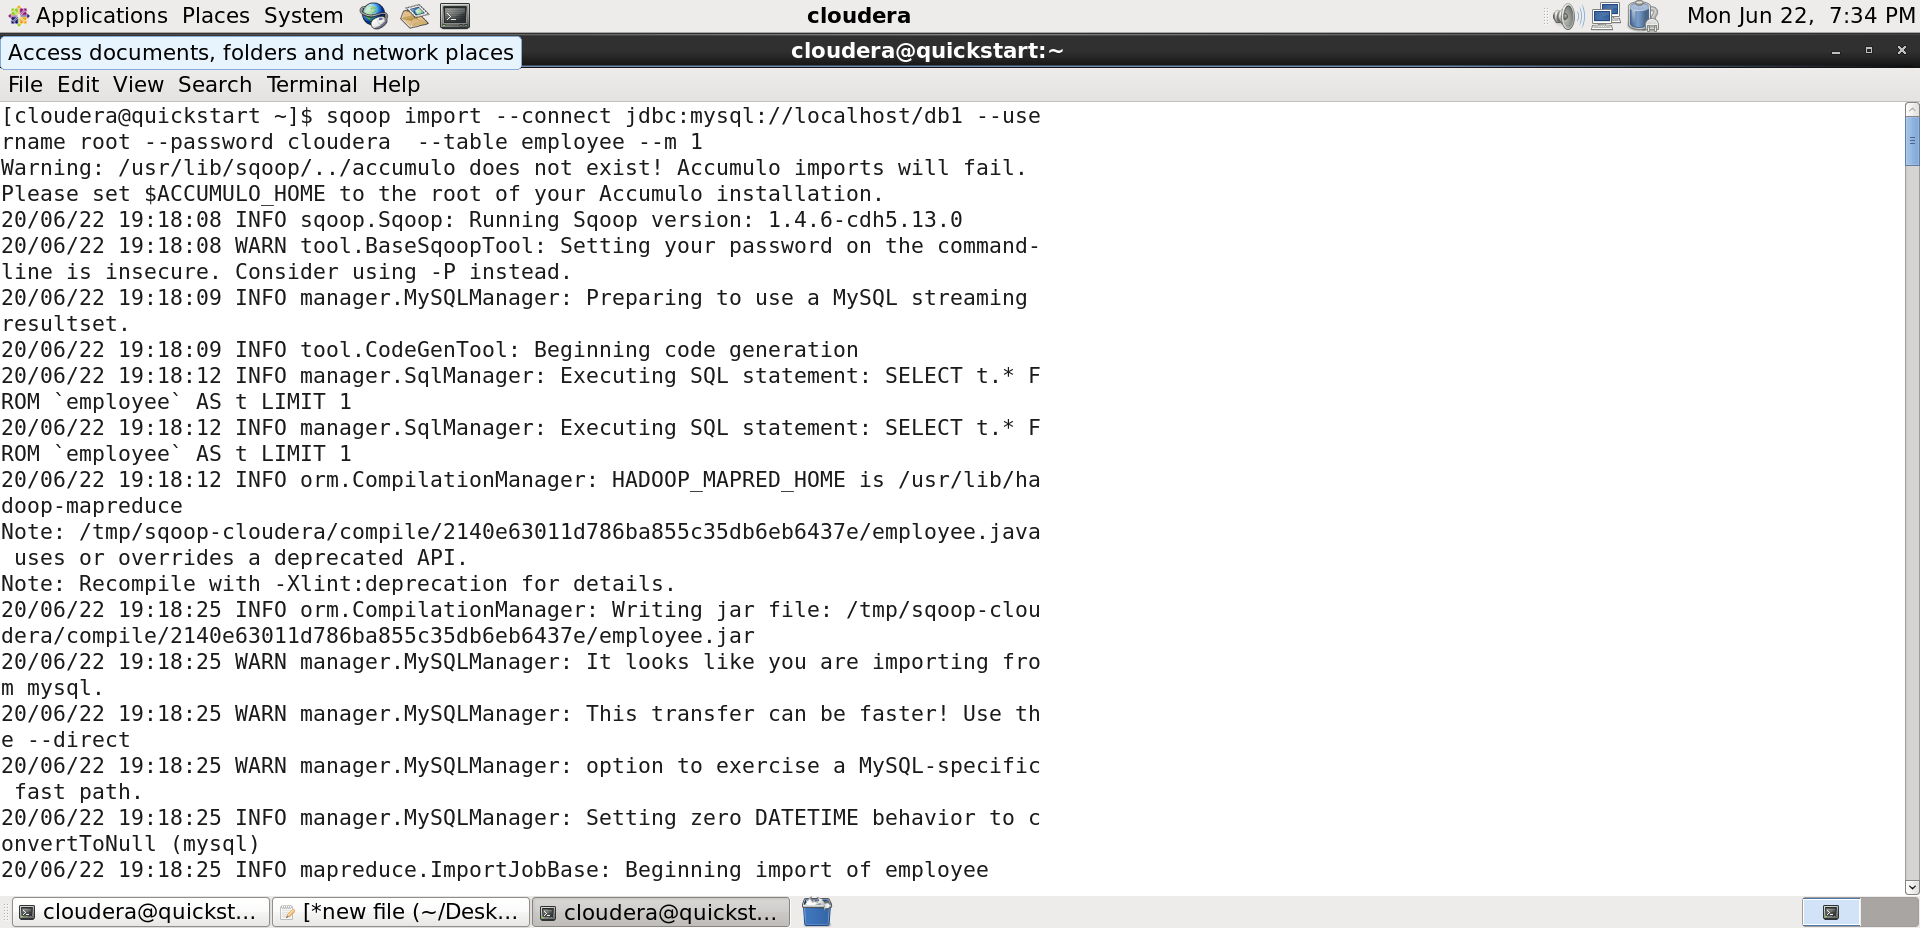 Applications Places System
cloudera
Mon Jun 22, 7:34 PM
Access documents, folders and network places
cloudera@quickstart:~
File Edit View Search Terminal Help
[cloudera@quickstart ~]$ sqoop import --connect jdbc:mysql://localhost/db1 --use
rname root --password cloudera  --table employee --m 1
Warning: /usr/lib/sqoop/../accumulo does not exist! Accumulo imports will fail.
Please set $ACCUMULO_HOME to the root of your Accumulo installation.
20/06/22 19:18:08 INFO sqoop.Sqoop: Running Sqoop version: 1.4.6-cdh5.13.0
20/06/22 19:18:08 WARN tool.BaseSqoopTool: Setting your password on the command-
line is insecure. Consider using -P instead.
20/06/22 19:18:09 INFO manager.MySQLManager: Preparing to use a MySQL streaming
resultset.
20/06/22 19:18:09 INFO tool.CodeGenTool: Beginning code generation
20/06/22 19:18:12 INFO manager.SqlManager: Executing SQL statement: SELECT t.* F
ROM `employee` AS t LIMIT 1
20/06/22 19:18:12 INFO manager.SqlManager: Executing SQL statement: SELECT t.* F
ROM `employee` AS t LIMIT 1
20/06/22 19:18:12 INFO orm.CompilationManager: HADOOP_MAPRED_HOME is /usr/lib/ha
doop-mapreduce
Note: /tmp/sqoop-cloudera/compile/2140e63011d786ba855c35db6eb6437e/employee.java
 uses or overrides a deprecated API.
Note: Recompile with -Xlint:deprecation for details.
20/06/22 19:18:25 INFO orm.CompilationManager: Writing jar file: /tmp/sqoop-clou
dera/compile/2140e63011d786ba855c35db6eb6437e/employee.jar
20/06/22 19:18:25 WARN manager.MySQLManager: It looks like you are importing fro
m mysql.
20/06/22 19:18:25 WARN manager.MySQLManager: This transfer can be faster! Use th
e --direct
20/06/22 19:18:25 WARN manager.MySQLManager: option to exercise a MySQL-specific
 fast path.
20/06/22 19:18:25 INFO manager.MySQLManager: Setting zero DATETIME behavior to c
onvertToNull (mysql)
20/06/22 19:18:25 INFO mapreduce.ImportJobBase: Beginning import of employee
cloudera@quickst... [*new file (~/Desk... cloudera@quickst...